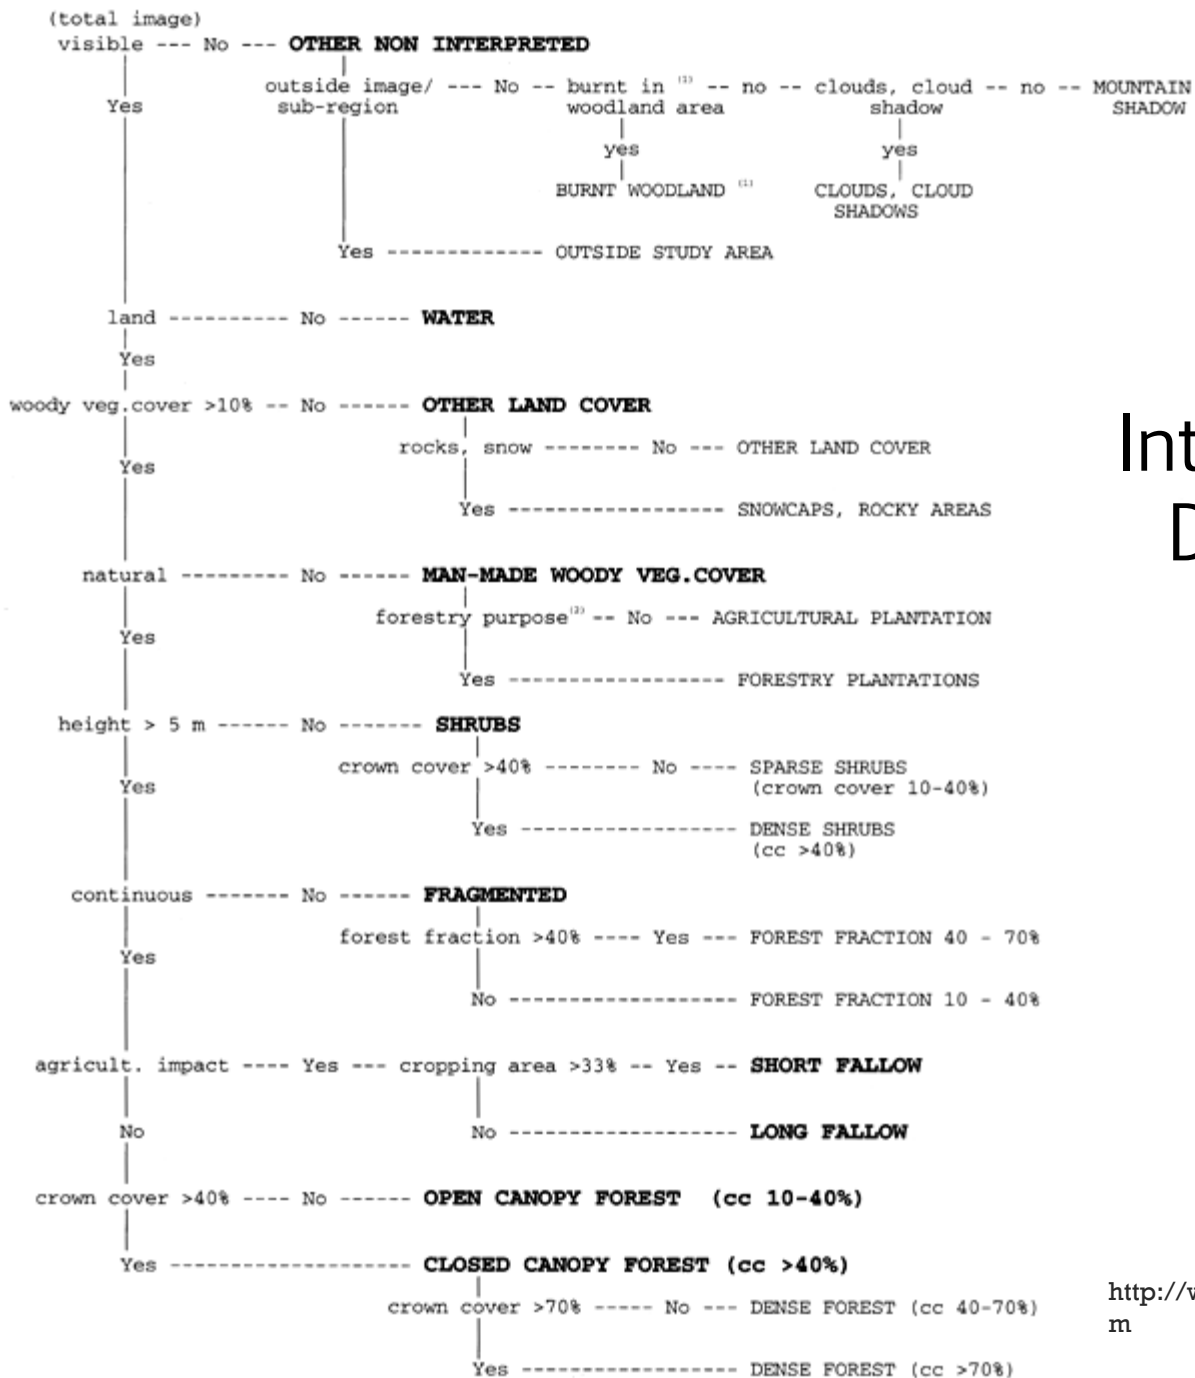 (total image)
visible --- No --- OTHER NON INTERPRETED
outside image/ --- No -- burnt in (1) -- no -- clouds, cloud -- no -- MOUNTAIN
Yes sub-region woodland area shadow SHADOW
yes yes
BURNT WOODLAND (1) CLOUDS, CLOUD
SHADOWS
Yes ------------- OUTSIDE STUDY AREA
land ---------- No ------ WATER
Yes
woody veg.cover >10% -- No ------ OTHER LAND COVER
rocks, snow -------- No --- OTHER LAND COVER
Yes
Yes ----------------- SNOWCAPS, ROCKY AREAS
natural --------- No ------ MAN-MADE WOODY VEG.COVER
forestry purpose(2) -- No --- AGRICULTURAL PLANTATION
Yes
Yes ----------------- FORESTRY PLANTATIONS
height > 5 m ------ No ------- SHRUBS
crown cover >40% -------- No ---- SPARSE SHRUBS
Yes (crown cover 10-40%)
Yes ------------------ DENSE SHRUBS
(cc >40%)
continuous ------- No ------ FRAGMENTED
forest fraction >40% ---- Yes --- FOREST FRACTION 40 - 70%
Yes
No ------------------- FOREST FRACTION 10 - 40%
agricult. impact ---- Yes --- cropping area >33% -- Yes -- SHORT FALLOW
No No ------------------- LONG FALLOW
crown cover >40% ---- No ------ OPEN CANOPY FOREST (cc 10-40%)
Yes -------------------- CLOSED CANOPY FOREST (cc >40%)
crown cover >70% ----- No --- DENSE FOREST (cc 40-70%)
Yes ------------------ DENSE FOREST (cc >70%)
Int
D
http://
m